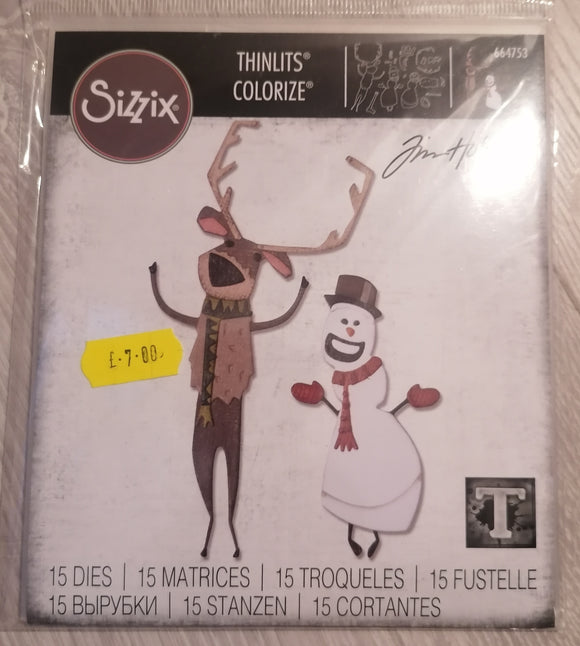 Sizzix
THINLITS®
COLORIZE®
664753
Tim
£·7·00
T
15 DIES | 15 MATRICES | 15 TROQUELES | 15 FUSTELLE
15 ВЫРУБКИ | 15 STANZEN | 15 CORTANTES